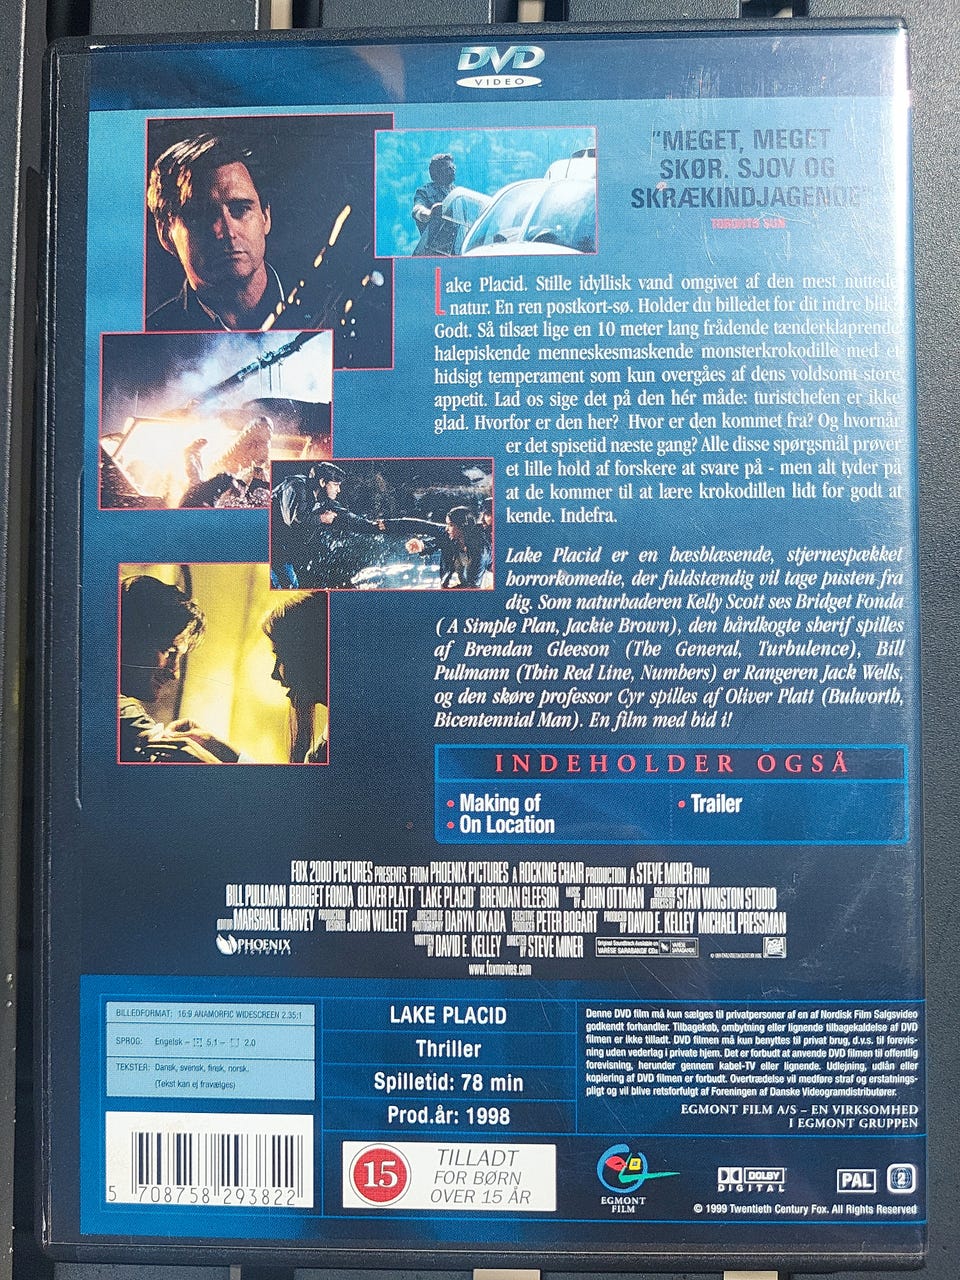 DVD
VIDEO
"MEGET, MEGET
SKØR. SJOV OG
SKRÆKINDJAGENDE"
TORONTO SUN
Lake Placid. Stille idyllisk vand omgivet af den mest nuttede
natur. En ren postkort-sø. Holder du billedet for dit indre blik?
Godt. Så tilsæt lige en 10 meter lang frådende tænderklaprende
halepiskende menneskesmaskende monsterkrokodille med et
hidsigt temperament som kun overgåes af dens voldsomt store
appetit. Lad os sige det på den hér måde: turistchefen er ikke
glad. Hvorfor er den her? Hvor er den kommet fra? Og hvornår
er det spisetid næste gang? Alle disse spørgsmål prøver
et lille hold af forskere at svare på - men alt tyder på
at de kommer til at lære krokodillen lidt for godt at
kende. Indefra.
Lake Placid er en hæsblæsende, stjernespækket
horrorkomedie, der fuldstændig vil tage pusten fra
dig. Som naturhaderen Kelly Scott ses Bridget Fonda
( A Simple Plan, Jackie Brown), den hårdkogte sherif spilles
af Brendan Gleeson (The General, Turbulence), Bill
Pullmann (Thin Red Line, Numbers) er Rangeren Jack Wells,
og den skøre professor Cyr spilles af Oliver Platt (Bulworth,
Bicentennial Man). En film med bid i!
INDEHOLDER OGSÅ
• Making of
• On Location
• Trailer
FOX 2000 PICTURES PRESENTS FROM PHOENIX PICTURES A ROCKING CHAIR PRODUCTION A STEVE MINER FILM
BILL PULLMAN BRIDGET FONDA OLIVER PLATT "LAKE PLACID" BRENDAN GLEESON MUSIC BY JOHN OTTMAN STAN WINSTON STUDIO
EDITOR MARSHALL HARVEY PRODUCTION DESIGNER JOHN WILLETT DIRECTOR OF PHOTOGRAPHY DARYN OKADA EXECUTIVE PRODUCER PETER BOGART PRODUCED BY DAVID E. KELLEY MICHAEL PRESSMAN
PHOENIX PICTURES WRITTEN BY DAVID E. KELLEY DIRECTED BY STEVE MINER Original Soundtrack Available on VARÈSE SARABANDE CDs VARÈSE SARABANDE
www.foxmovies.com
BILLEDFORMAT: 16:9 ANAMORFIC WIDESCREEN 2.35:1
SPROG: Engelsk - 5.1 - 2.0
TEKSTER: Dansk, svensk, finsk, norsk.
(Tekst kan ej fravælges)
LAKE PLACID
Thriller
Spilletid: 78 min
Prod.år: 1998
Denne DVD film må kun sælges til privatpersoner af en af Nordisk Film Salgsvideo
godkendt forhandler. Tilbagekøb, ombytning eller lignende tilbagekaldelse af DVD
filmen er ikke tilladt. DVD filmen må kun benyttes til privat brug, d.v.s. til forevis-
ning uden vederlag i private hjem. Det er forbudt at anvende DVD filmen til offentlig
forevisning, herunder gennem kabel-TV eller lignende. Udlejning, udlån eller
kopiering af DVD filmen er forbudt. Overtrædelse vil medføre straf og erstatnings-
pligt og vil blive retsforfulgt af Foreningen af Danske Videogramdistributører.
EGMONT FILM A/S – EN VIRKSOMHED
I EGMONT GRUPPEN
5 708758 293822
15
TILLADT
FOR BØRN
OVER 15 ÅR
EGMONT
FILM
DOLBY
DIGITAL
PAL
2
© 1999 Twentieth Century Fox. All Rights Reserved